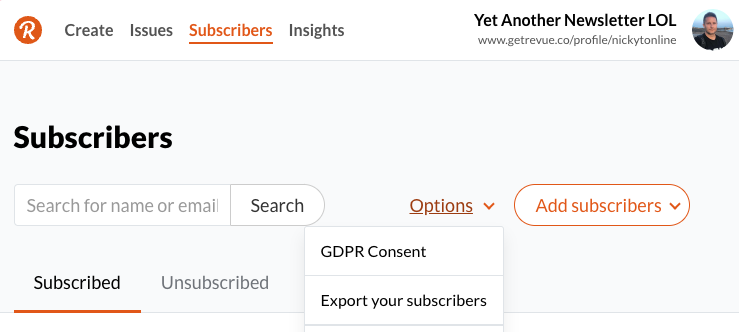 R
Create Issues Subscribers Insights
Yet Another Newsletter LOL
www.getrevue.co/profile/nickytonline
Subscribers
Search for name or email
Search
Options
Add subscribers
GDPR Consent
Export your subscribers
Subscribed Unsubscribed